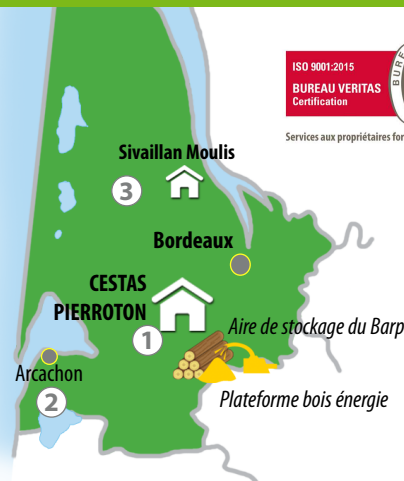 ISO 9001:2015
BUREAU VERITAS
Certification
Services aux propriétaires for
Sivaillan Moulis
3
Bordeaux
CESTAS
PIERROTON
1
Aire de stockage du Barp
Arcachon
2
Plateforme bois énergie